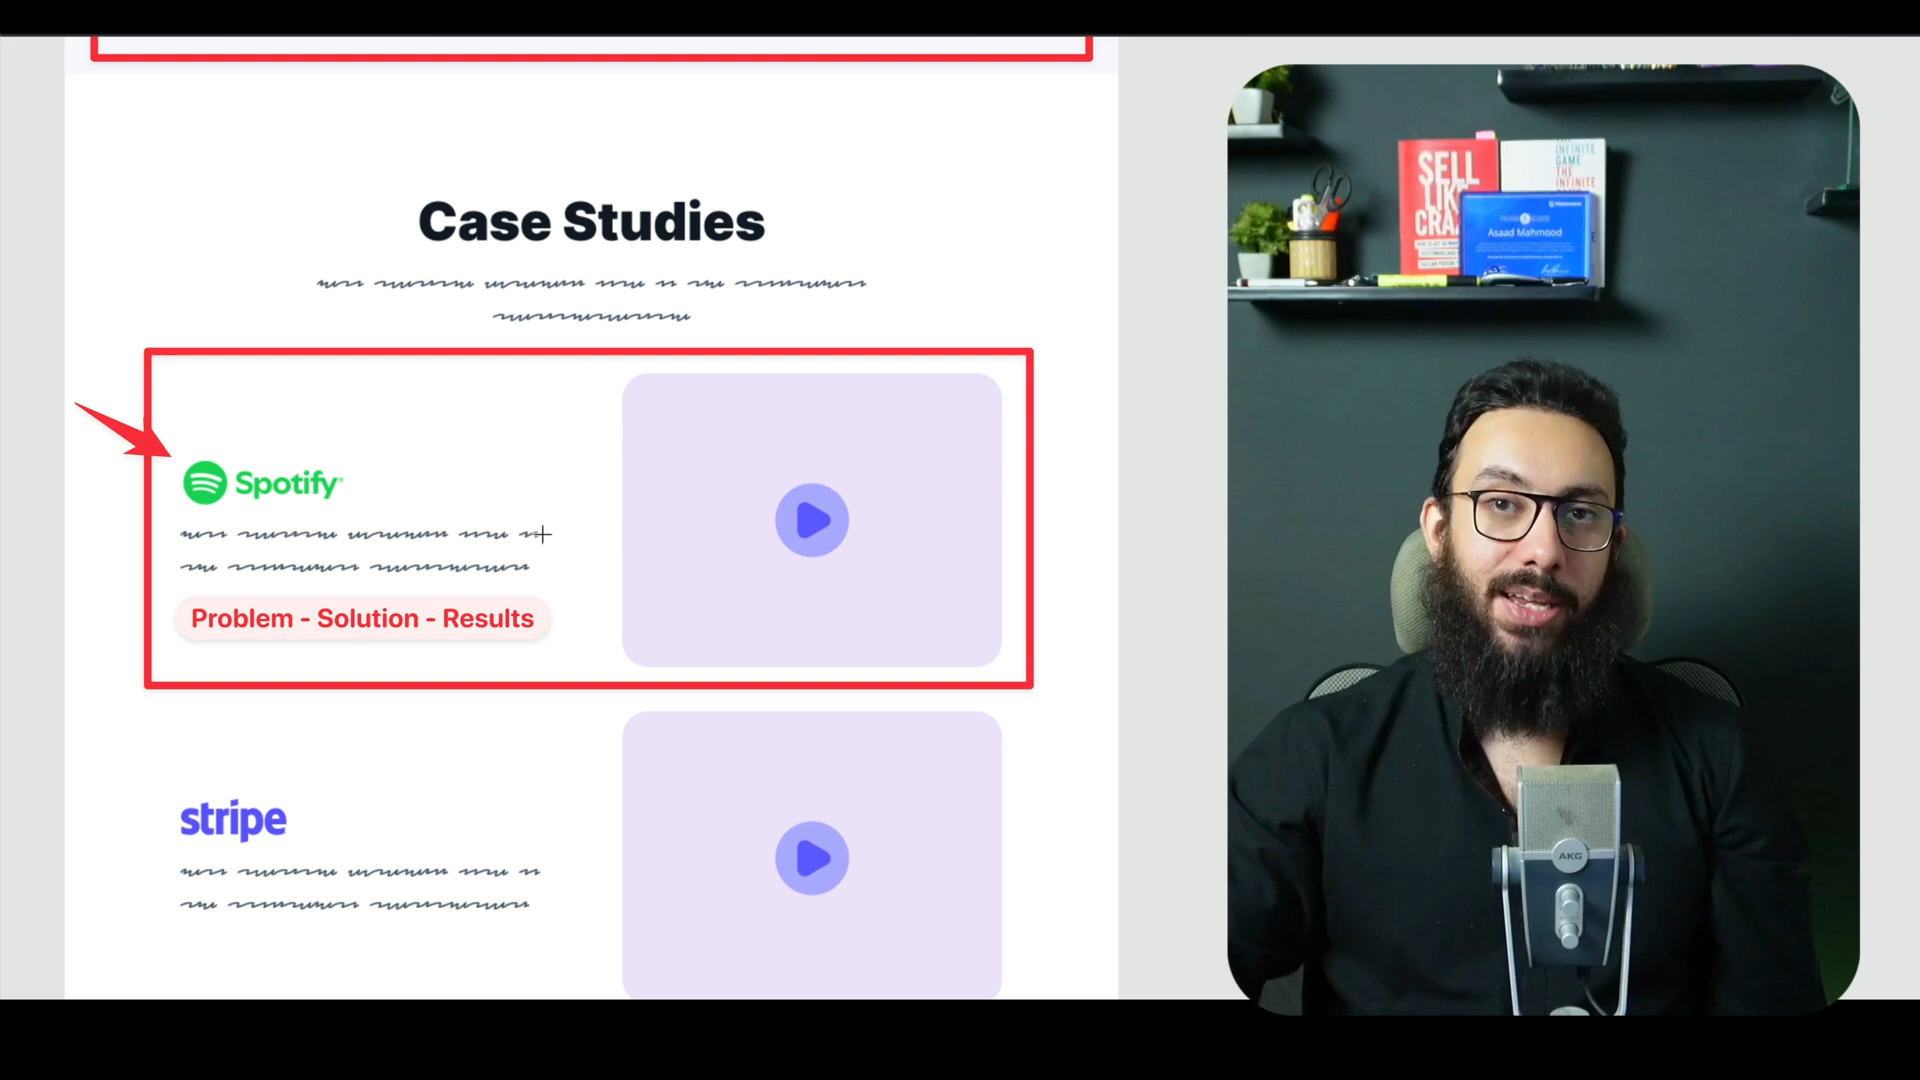 Case Studies
Spotify
Problem - Solution - Results
stripe
SELL
LIKE
CRA
INFINITE
GAME
THE
INFINITE
Asaad Mahmood
AKG